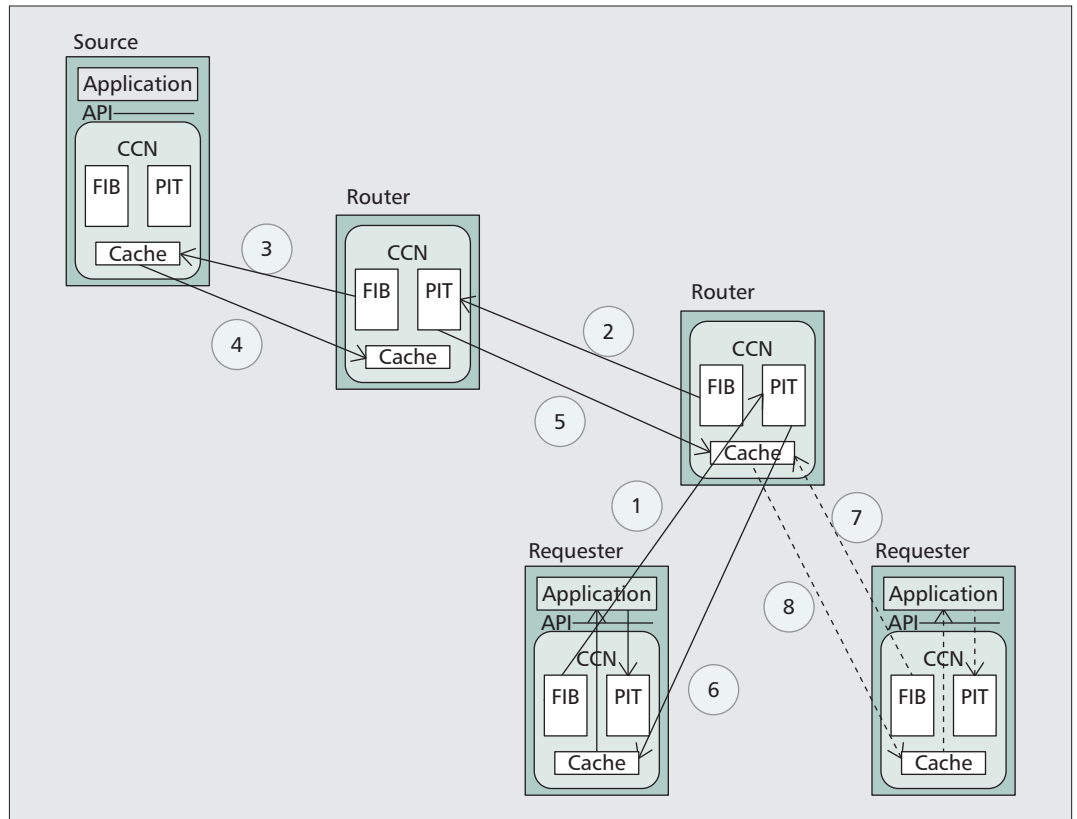 Source
Application
API
CCN
FIB PIT
Cache
Router
CCN
FIB PIT
Cache
3
4
2
5
Router
CCN
FIB PIT
Cache
1
7
8
6
Requester
Application
API
CCN
FIB PIT
Cache
Requester
Application
API
CCN
FIB PIT
Cache